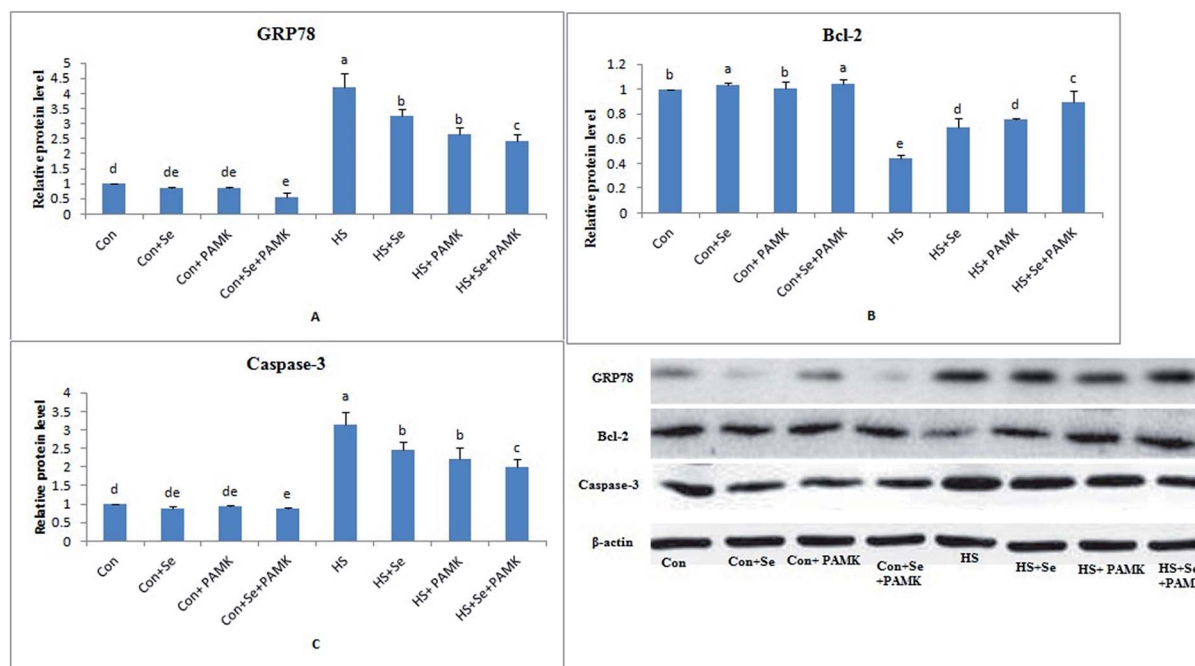 GRP78
Relative protein level
5
4.5
4
3.5
3
2.5
2
1.5
1
0.5
0
d de de e a b b c
Con Con+Se Con+ PAMK Con+Se+PAMK HS HS+Se HS+ PAMK HS+Se+PAMK
A
Bcl-2
Relative protein level
1.2
1
0.8
0.6
0.4
0.2
0
b a b a e d d c
Con Con+Se Con+ PAMK Con+Se+PAMK HS HS+Se HS+ PAMK HS+Se+PAMK
B
Caspase-3
Relative protein level
4
3.5
3
2.5
2
1.5
1
0.5
0
d de de e a b b c
Con Con+Se Con+ PAMK Con+Se+PAMK HS HS+Se HS+ PAMK HS+Se+PAMK
C
GRP78
Bcl-2
Caspase-3
β-actin
Con Con+Se Con+ PAMK Con+Se HS HS+Se HS+ PAMK HS+Se
+PAMK +PAM